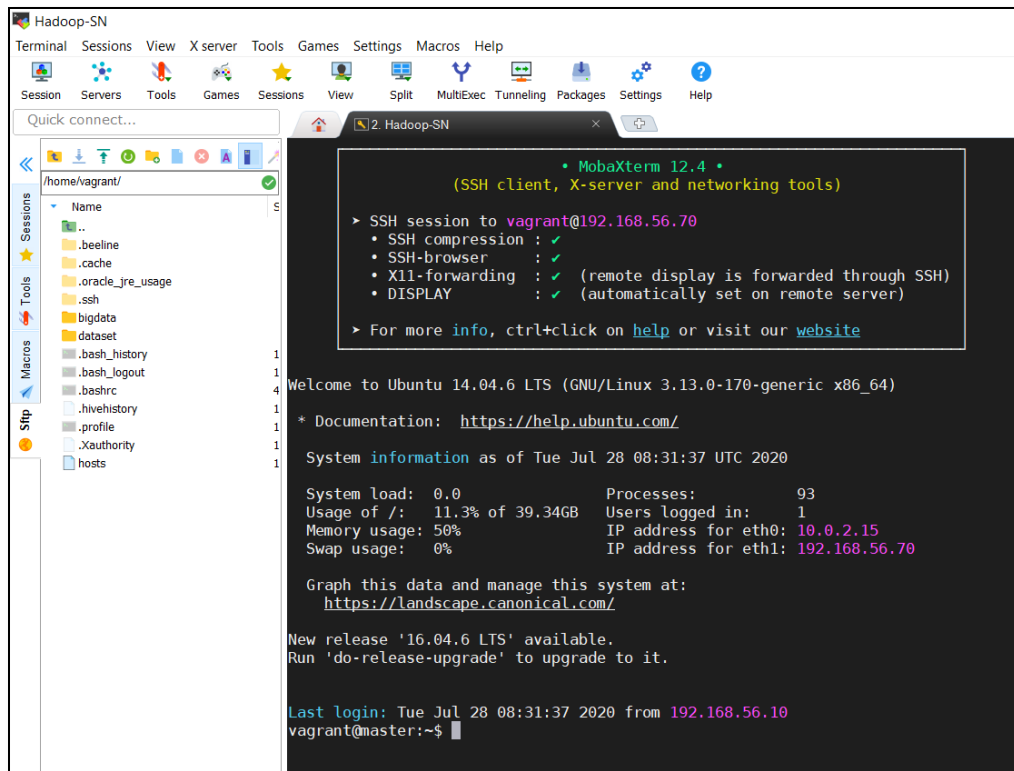 Hadoop-SN
Terminal Sessions View X server Tools Games Settings Macros Help
Session Servers Tools Games Sessions View Split MultiExec Tunneling Packages Settings Help
Quick connect...
2. Hadoop-SN
/home/vagrant/
Name S
..
.beeline
.cache
.oracle_jre_usage
.ssh
bigdata
dataset
.bash_history 1
.bash_logout 1
.bashrc 4
.hivehistory 1
.profile 1
.Xauthority 1
hosts 1
Sessions
Tools
Macros
Sftp
• MobaXterm 12.4 •
(SSH client, X-server and networking tools)
➤ SSH session to vagrant@192.168.56.70
• SSH compression : ✔
• SSH-browser : ✔
• X11-forwarding : ✔ (remote display is forwarded through SSH)
• DISPLAY : ✔ (automatically set on remote server)
➤ For more info, ctrl+click on help or visit our website
Welcome to Ubuntu 14.04.6 LTS (GNU/Linux 3.13.0-170-generic x86_64)
* Documentation: https://help.ubuntu.com/
System information as of Tue Jul 28 08:31:37 UTC 2020
System load: 0.0 Processes: 93
Usage of /: 11.3% of 39.34GB Users logged in: 1
Memory usage: 50% IP address for eth0: 10.0.2.15
Swap usage: 0% IP address for eth1: 192.168.56.70
Graph this data and manage this system at:
https://landscape.canonical.com/
New release '16.04.6 LTS' available.
Run 'do-release-upgrade' to upgrade to it.
Last login: Tue Jul 28 08:31:37 2020 from 192.168.56.10
vagrant@master:~$